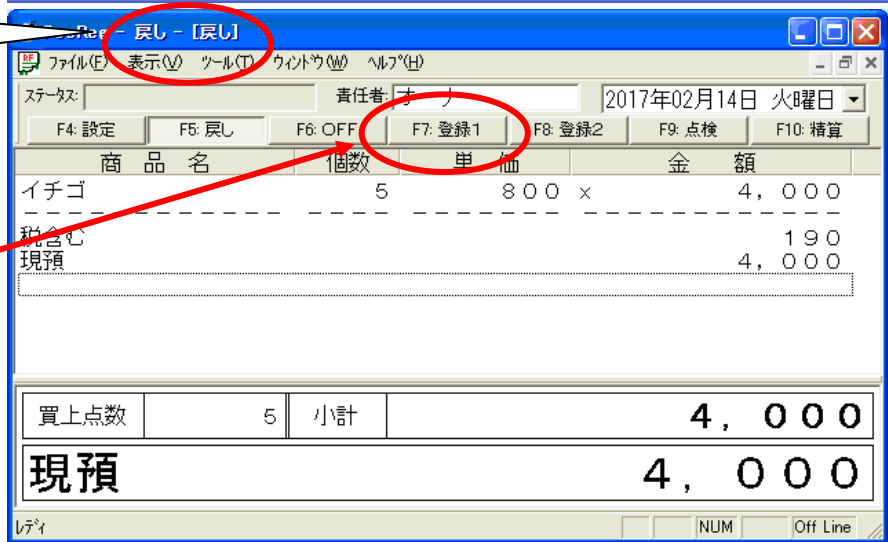 戻し - [戻し]
ファイル(F) 表示(V) ツール(T) ウィンドウ(W) ヘルプ(H)
ステータス: 責任者: 2017年02月14日 火曜日
F4: 設定 F5: 戻し F6: OFF F7: 登録1 F8: 登録2 F9: 点検 F10: 精算
商 品 名 個数 単 価 金 額
イチゴ 5 800 x 4,000
税含む 190
現預 4,000
買上点数 5 小計 4,000
現預 4,000
レディ NUM Off Line